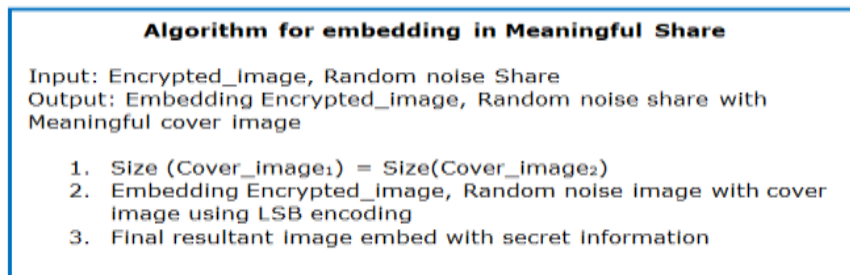 Algorithm for embedding in Meaningful Share
Input: Encrypted_image, Random noise Share
Output: Embedding Encrypted_image, Random noise share with
Meaningful cover image
1. Size (Cover_image₁) = Size(Cover_image₂)
2. Embedding Encrypted_image, Random noise image with cover
image using LSB encoding
3. Final resultant image embed with secret information